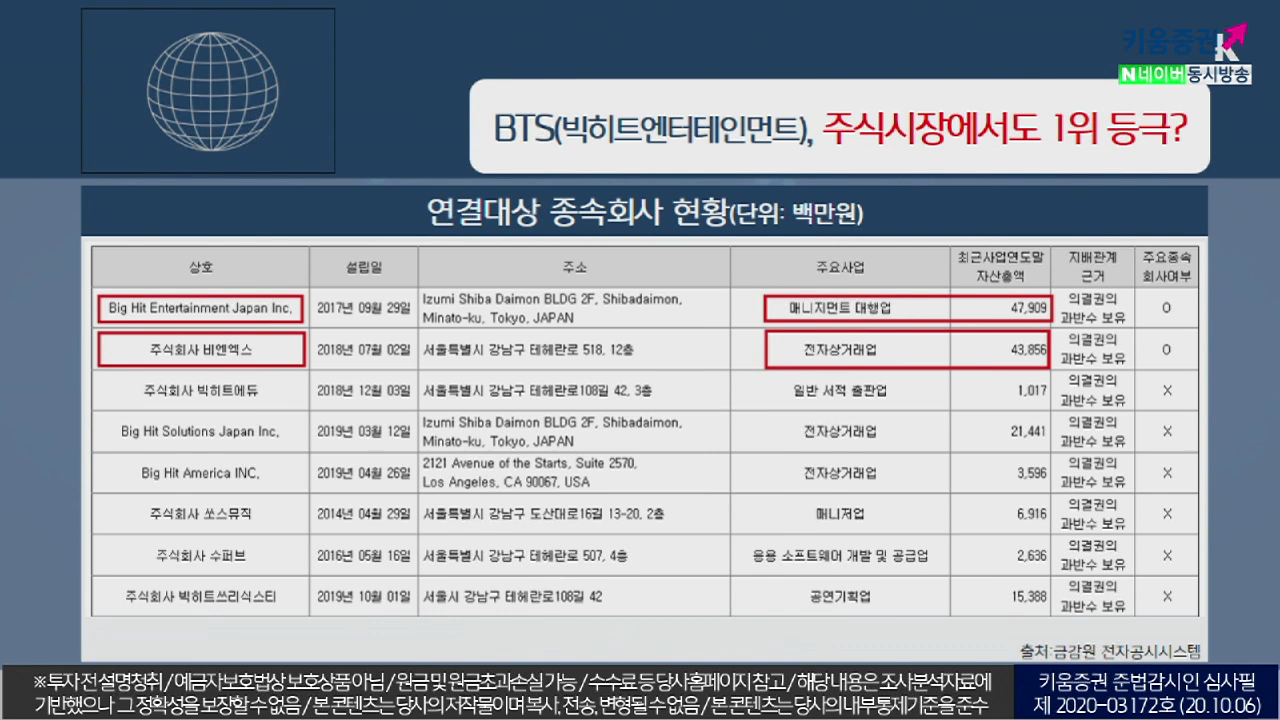 키움증권 K
N 네이버 동시방송
BTS(빅히트엔터테인먼트), 주식시장에서도 1위 등극?
연결대상 종속회사 현황(단위: 백만원)
상호 설립일 주소 주요사업 최근사업연도말 자산총액 지배관계 근거 주요종속 회사여부
Big Hit Entertainment Japan Inc. 2017년 09월 29일 Izumi Shiba Daimon BLDG 2F, Shibadaimon, Minato-ku, Tokyo, JAPAN 매니지먼트 대행업 47,909 의결권의 과반수 보유 O
주식회사 비엔엑스 2018년 07월 02일 서울특별시 강남구 테헤란로 518, 12층 전자상거래업 43,856 의결권의 과반수 보유 O
주식회사 빅히트에듀 2018년 12월 03일 서울특별시 강남구 테헤란로108길 42, 3층 일반 서적 출판업 1,017 의결권의 과반수 보유 X
Big Hit Solutions Japan Inc. 2019년 03월 12일 Izumi Shiba Daimon BLDG 2F, Shibadaimon, Minato-ku, Tokyo, JAPAN 전자상거래업 21,441 의결권의 과반수 보유 X
Big Hit America INC. 2019년 04월 26일 2121 Avenue of the Starts, Suite 2570, Los Angeles, CA 90067, USA 전자상거래업 3,596 의결권의 과반수 보유 X
주식회사 쏘스뮤직 2014년 04월 29일 서울특별시 강남구 도산대로16길 13-20, 2층 매니저업 6,916 의결권의 과반수 보유 X
주식회사 수퍼브 2016년 05월 16일 서울특별시 강남구 테헤란로 507, 4층 응용 소프트웨어 개발 및 공급업 2,636 의결권의 과반수 보유 X
주식회사 빅히트쓰리식스티 2019년 10월 01일 서울시 강남구 테헤란로108길 42 공연기획업 15,388 의결권의 과반수 보유 X
출처:금감원 전자공시시스템
※ 투자 전 설명청취 / 예금자보호법상 보호상품 아님 / 원금 및 원금초과손실 가능 / 수수료 등 당사홈페이지 참고 / 해당 내용은 조사분석자료에
기반했으나 그 정확성을 보장할 수 없음 / 본 콘텐츠는 당사의 저작물이며 복사, 전송, 변형될 수 없음 / 본 콘텐츠는 당사의 내부통제기준을 준수
키움증권 준법감시인 심사필
제 2020-03172호 (20.10.06)